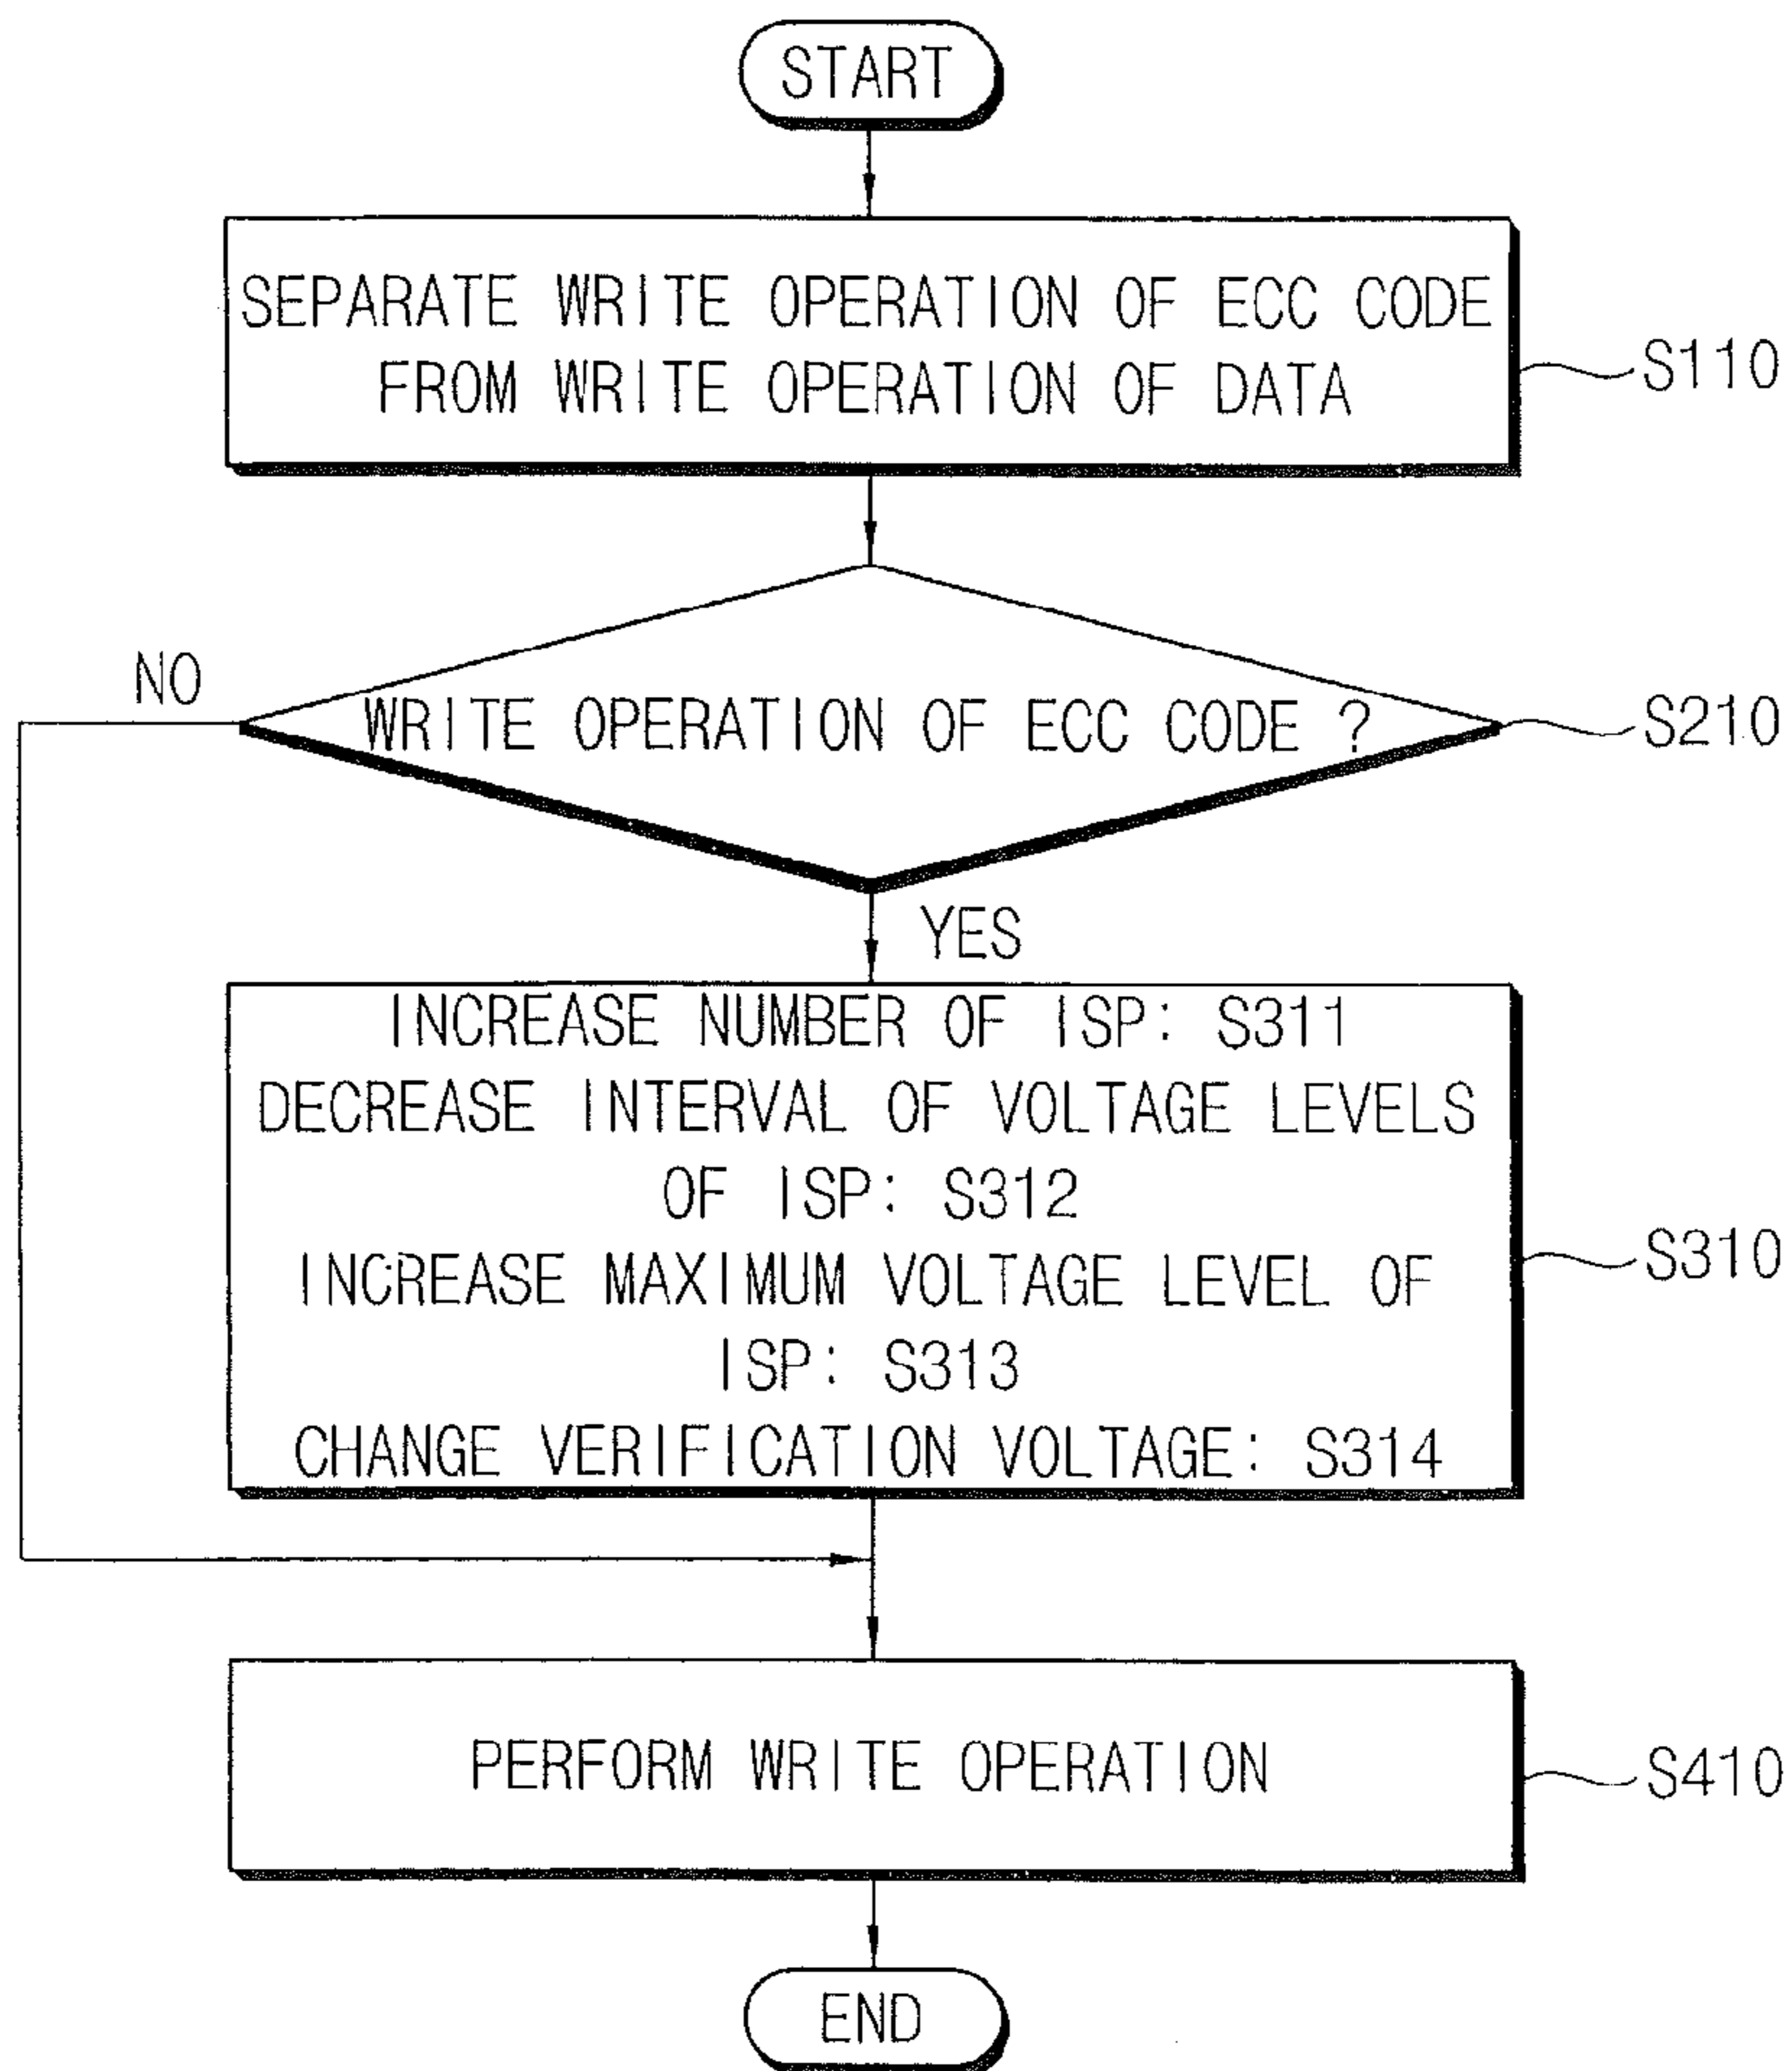 START
SEPARATE WRITE OPERATION OF ECC CODE
FROM WRITE OPERATION OF DATA
S110
NO
WRITE OPERATION OF ECC CODE ?
S210
YES
INCREASE NUMBER OF ISP: S311
DECREASE INTERVAL OF VOLTAGE LEVELS
OF ISP: S312
INCREASE MAXIMUM VOLTAGE LEVEL OF
ISP: S313
CHANGE VERIFICATION VOLTAGE: S314
S310
PERFORM WRITE OPERATION
S410
END